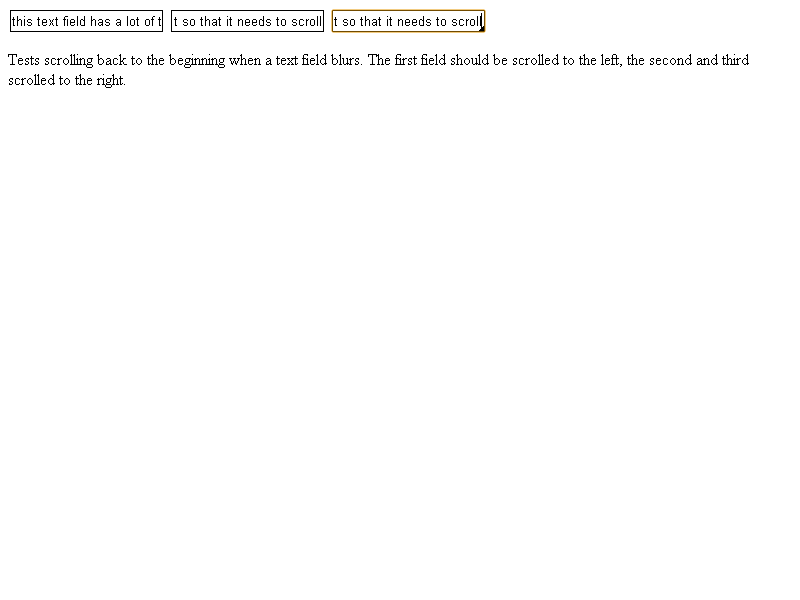 this text field has a lot of t t so that it needs to scroll t so that it needs to scroll
Tests scrolling back to the beginning when a text field blurs. The first field should be scrolled to the left, the second and third
scrolled to the right.